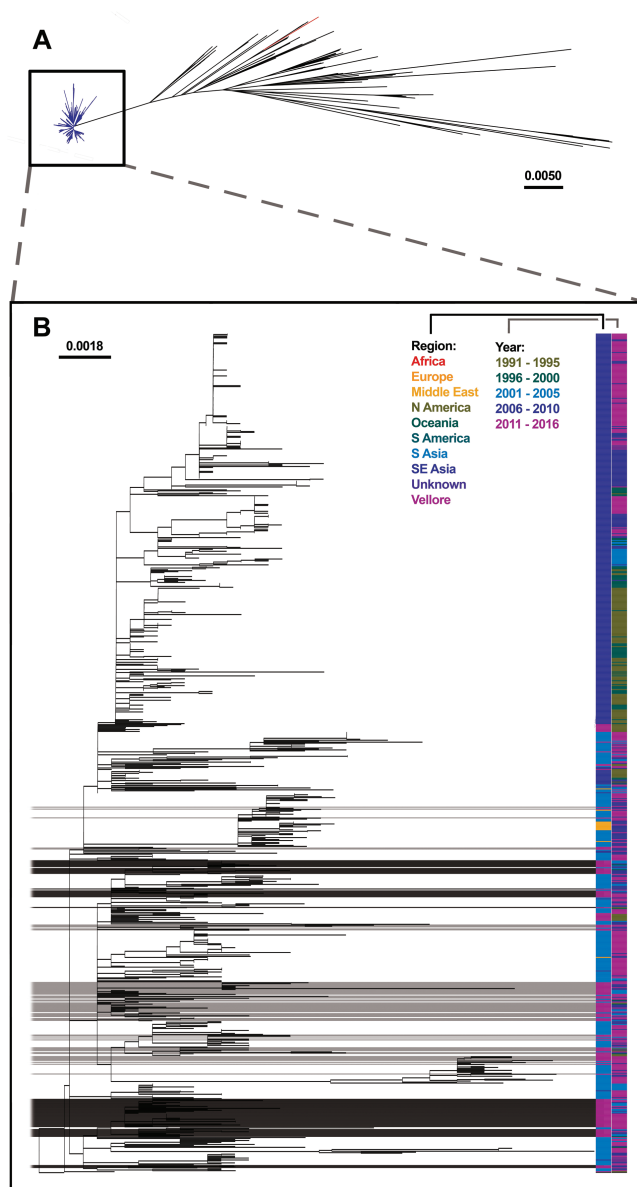 A
0.0050
B
0.0018
Region:
Africa
Europe
Middle East
N America
Oceania
S America
S Asia
SE Asia
Unknown
Vellore
Year:
1991 - 1995
1996 - 2000
2001 - 2005
2006 - 2010
2011 - 2016